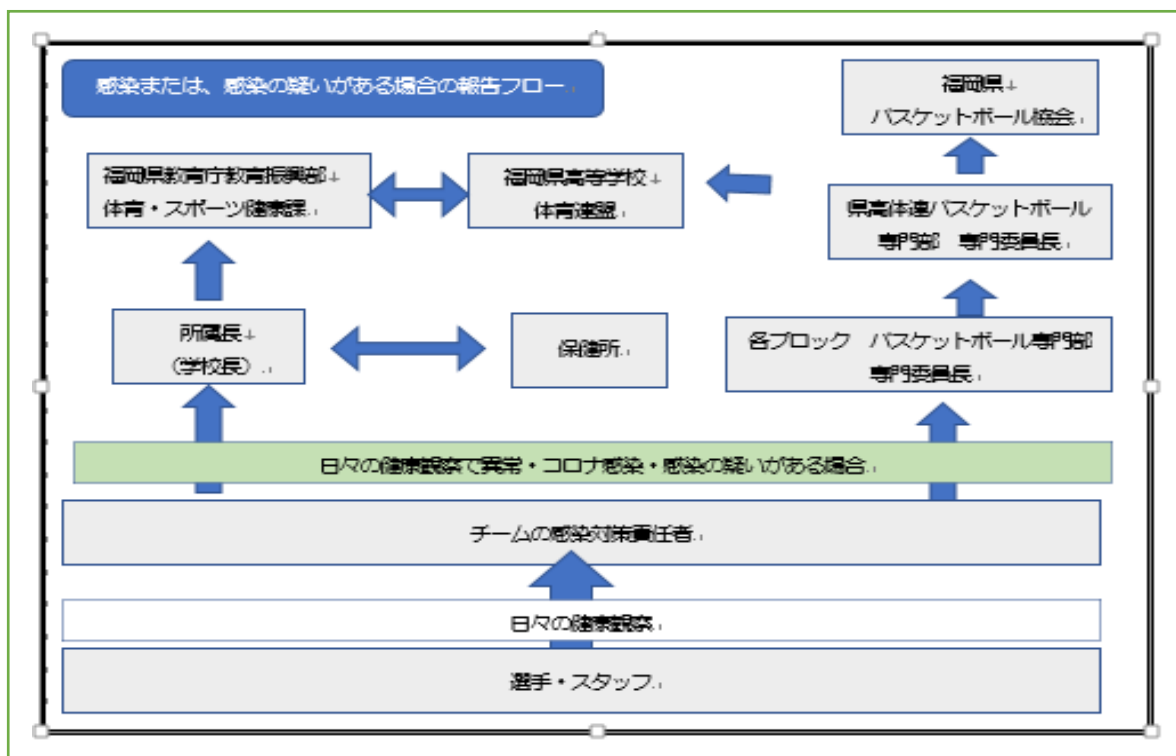 感染または、感染の疑いがある場合の報告フロー
福岡県
バスケットボール協会
福岡県教育庁教育振興部
体育・スポーツ健康課
福岡県高等学校
体育連盟
県高体連バスケットボール
専門部　専門委員長
所属長
（学校長）
保健所
各ブロック　バスケットボール専門部
専門委員長
日々の健康観察で異常・コロナ感染・感染の疑いがある場合
チームの感染対策責任者
日々の健康観察
選手・スタッフ